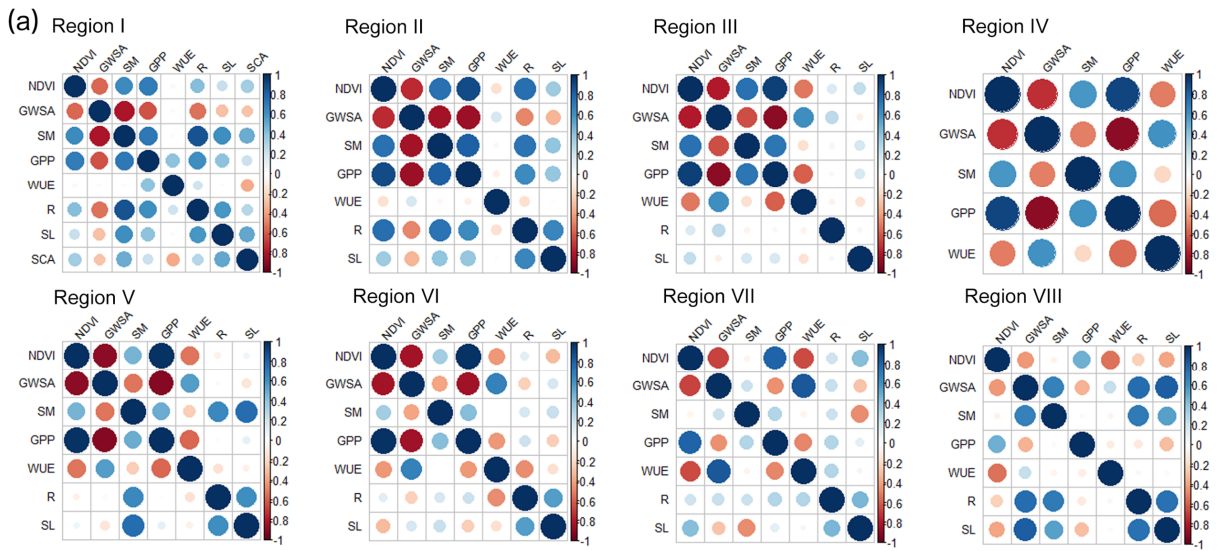 (a)
Region I
NDVI GWSA SM GPP WUE R SL SCA
NDVI
GWSA
SM
GPP
WUE
R
SL
SCA
1
0.8
0.6
0.4
0.2
0
-0.2
-0.4
-0.6
-0.8
-1
Region II
NDVI GWSA SM GPP WUE R SL
NDVI
GWSA
SM
GPP
WUE
R
SL
1
0.8
0.6
0.4
0.2
0
-0.2
-0.4
-0.6
-0.8
-1
Region III
NDVI GWSA SM GPP WUE R SL
NDVI
GWSA
SM
GPP
WUE
R
SL
1
0.8
0.6
0.4
0.2
0
-0.2
-0.4
-0.6
-0.8
-1
Region IV
NDVI GWSA SM GPP WUE
NDVI
GWSA
SM
GPP
WUE
1
0.8
0.6
0.4
0.2
0
-0.2
-0.4
-0.6
-0.8
-1
Region V
NDVI GWSA SM GPP WUE R SL
NDVI
GWSA
SM
GPP
WUE
R
SL
1
0.8
0.6
0.4
0.2
0
-0.2
-0.4
-0.6
-0.8
-1
Region VI
NDVI GWSA SM GPP WUE R SL
NDVI
GWSA
SM
GPP
WUE
R
SL
1
0.8
0.6
0.4
0.2
0
-0.2
-0.4
-0.6
-0.8
-1
Region VII
NDVI GWSA SM GPP WUE R SL
NDVI
GWSA
SM
GPP
WUE
R
SL
1
0.8
0.6
0.4
0.2
0
-0.2
-0.4
-0.6
-0.8
-1
Region VIII
NDVI GWSA SM GPP WUE R SL
NDVI
GWSA
SM
GPP
WUE
R
SL
1
0.8
0.6
0.4
0.2
0
-0.2
-0.4
-0.6
-0.8
-1